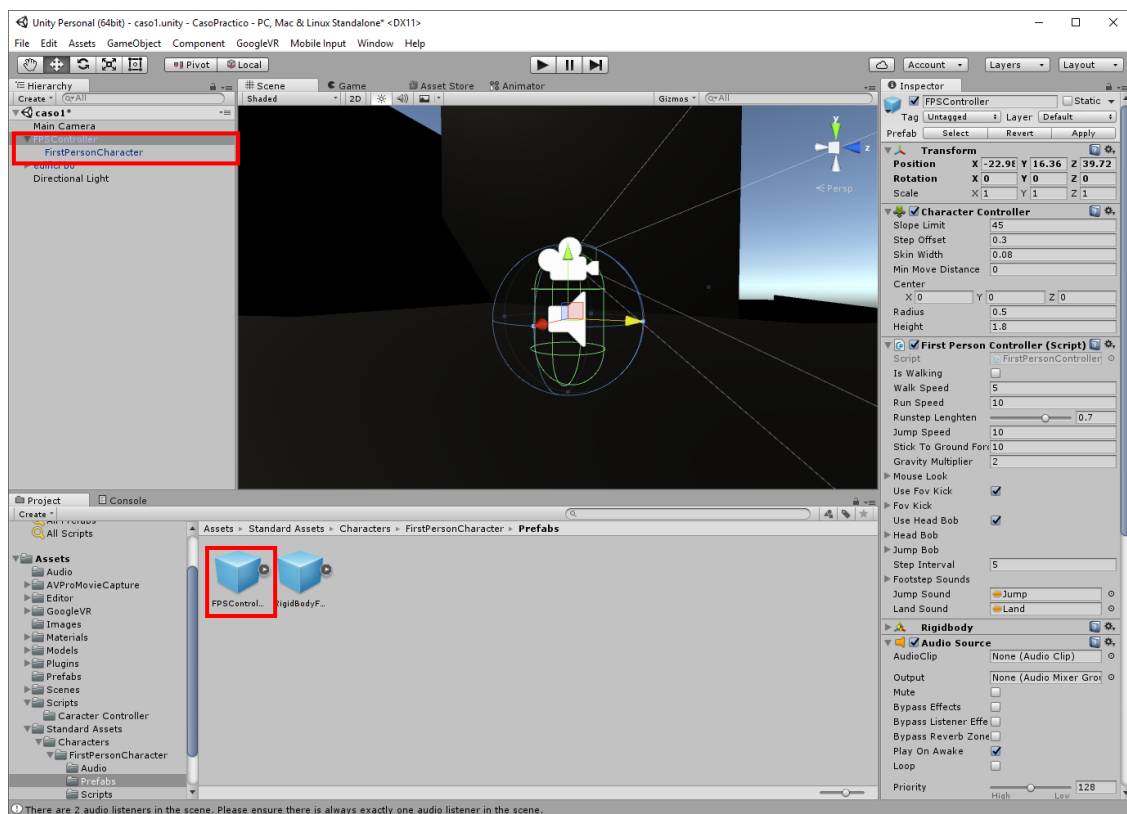 Unity Personal (64bit) - caso1.unity - CasoPractico - PC, Mac & Linux Standalone* <DX11>
File Edit Assets GameObject Component GoogleVR Mobile Input Window Help
Pivot Local Account Layers Layout
Hierarchy
Create All
caso1*
Main Camera
FPSController
FirstPersonCharacter
Directional Light
Scene Game Asset Store Animator
Shaded 2D Gizmos All
y
z
Persp
Inspector
FPSController Static
Tag Untagged Layer Default
Prefab Select Revert Apply
Transform
Position X -22.98 Y 16.36 Z 39.72
Rotation X 0 Y 0 Z 0
Scale X 1 Y 1 Z 1
Character Controller
Slope Limit 45
Step Offset 0.3
Skin Width 0.08
Min Move Distance 0
Center
X 0 Y 0 Z 0
Radius 0.5
Height 1.8
First Person Controller (Script)
Script FirstPersonController
Is Walking
Walk Speed 5
Run Speed 10
Runstep Lenghten 0.7
Jump Speed 10
Stick To Ground Forc 10
Gravity Multiplier 2
Mouse Look
Use Fov Kick
Fov Kick
Use Head Bob
Head Bob
Jump Bob
Step Interval 5
Footstep Sounds
Jump Sound Jump
Land Sound Land
Rigidbody
Audio Source
AudioClip None (Audio Clip)
Output None (Audio Mixer Grou
Mute
Bypass Effects
Bypass Listener Effe
Bypass Reverb Zone
Play On Awake
Loop
Priority 128
High Low
Project Console
Create
All Prefabs
All Scripts
Assets
Audio
AVProMovieCapture
Editor
GoogleVR
Images
Materials
Models
Plugins
Prefabs
Scenes
Scripts
Caracter Controller
Standard Assets
Characters
FirstPersonCharacter
Audio
Prefabs
Scripts
Assets Standard Assets Characters FirstPersonCharacter Prefabs
FPSControl... RigidBodyF...
There are 2 audio listeners in the scene. Please ensure there is always exactly one audio listener in the scene.